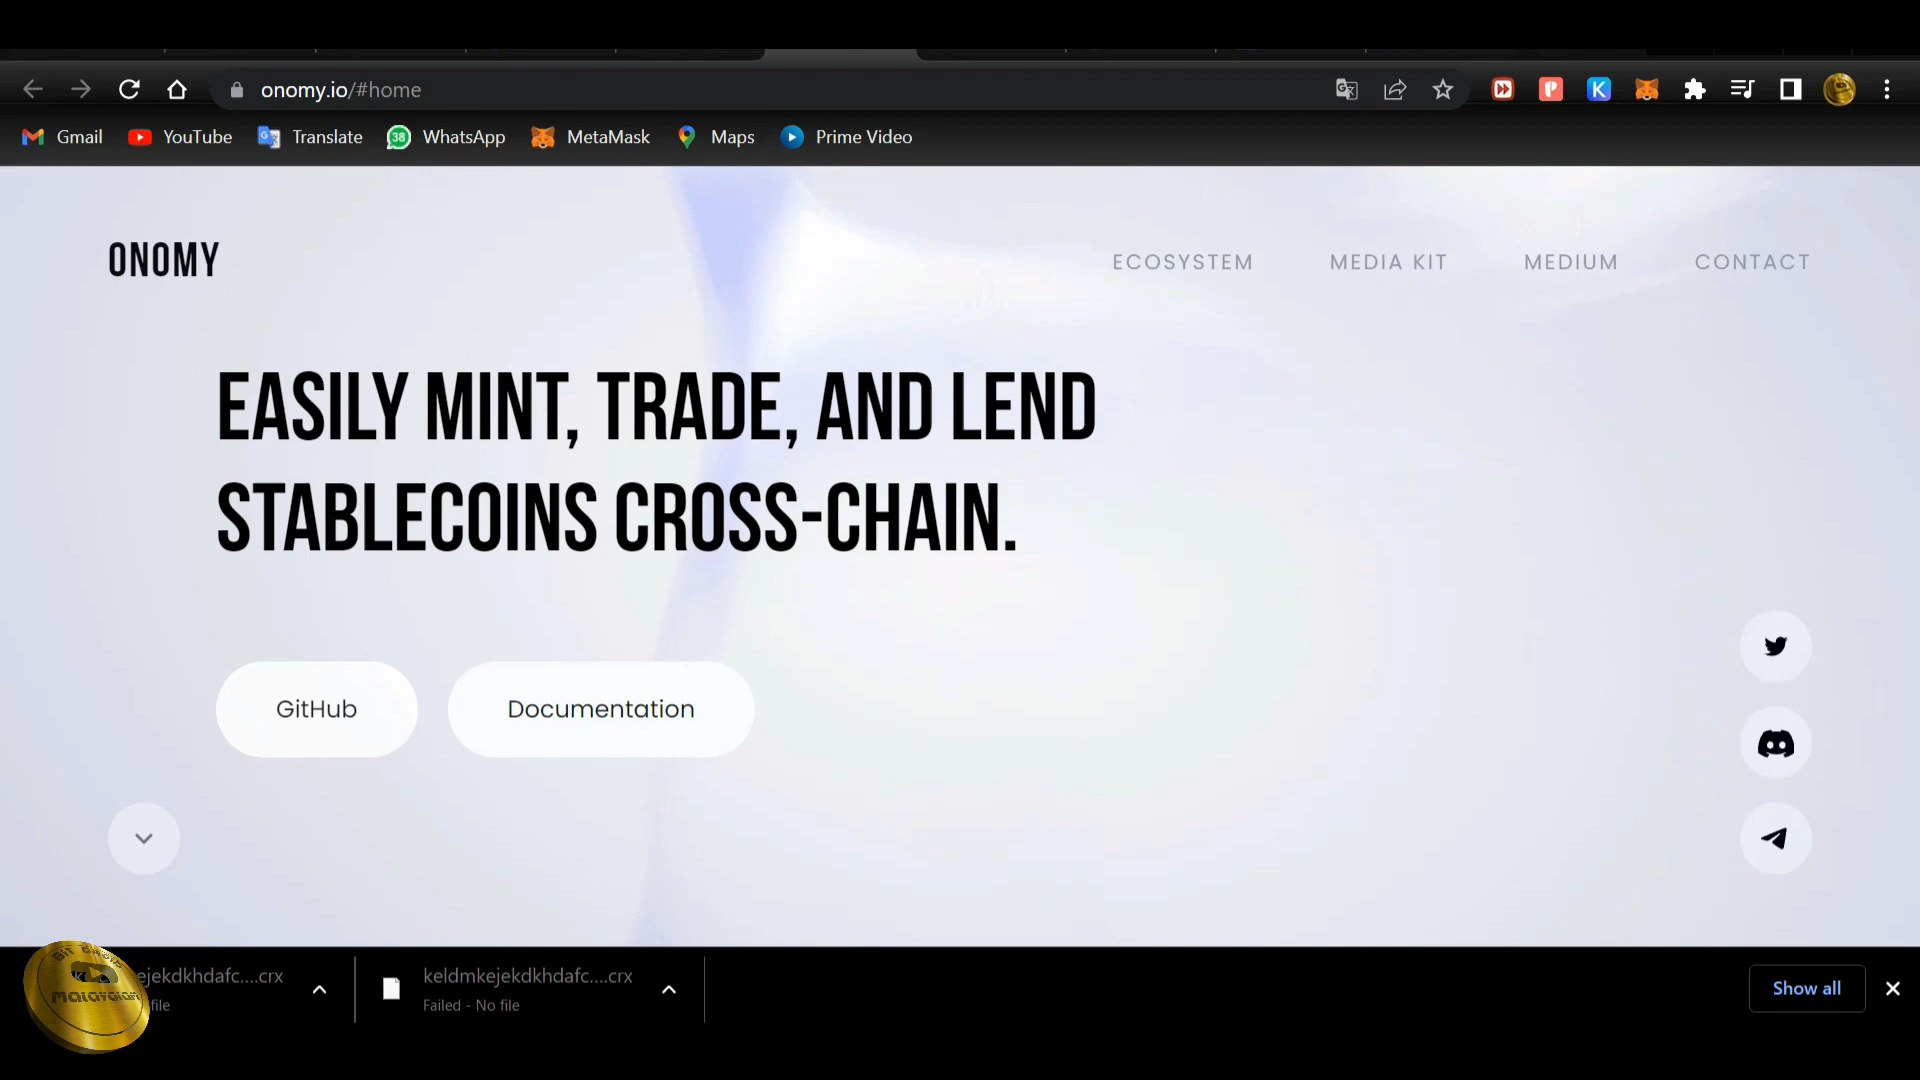 onomy.io/#home
Gmail YouTube Translate 38 WhatsApp MetaMask Maps Prime Video
ONOMY ECOSYSTEM MEDIA KIT MEDIUM CONTACT
EASILY MINT, TRADE, AND LEND
STABLECOINS CROSS-CHAIN.
GitHub Documentation
ejekdkhdafc....crx keldmkejekdkhdafc....crx Show all
file Failed - No file